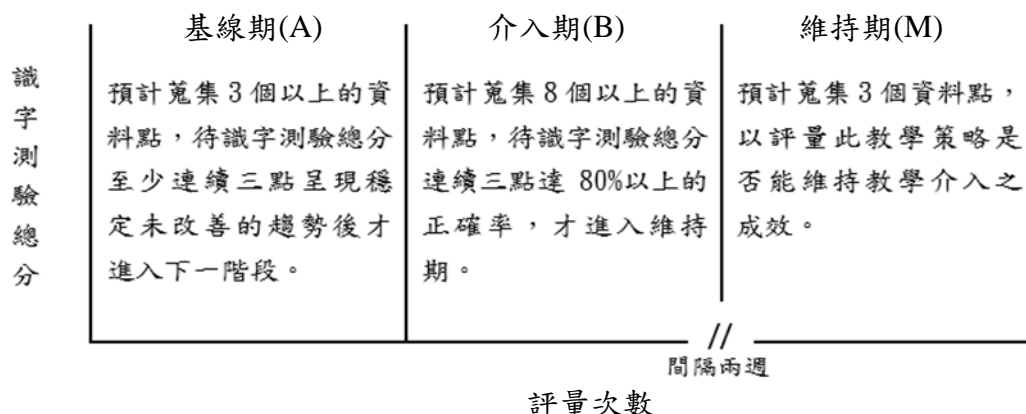 基線期(A)
介入期(B)
維持期(M)
識字測驗總分
預計蒐集 3 個以上的資
料點，待識字測驗總分
至少連續三點呈現穩
定未改善的趨勢後才
進入下一階段。
預計蒐集 8 個以上的資
料點，待識字測驗總分
連續三點達 80%以上的
正確率，才進入維持
期。
預計蒐集 3 個資料點，
以評量此教學策略是
否能維持教學介入之
成效。
//
間隔兩週
評量次數